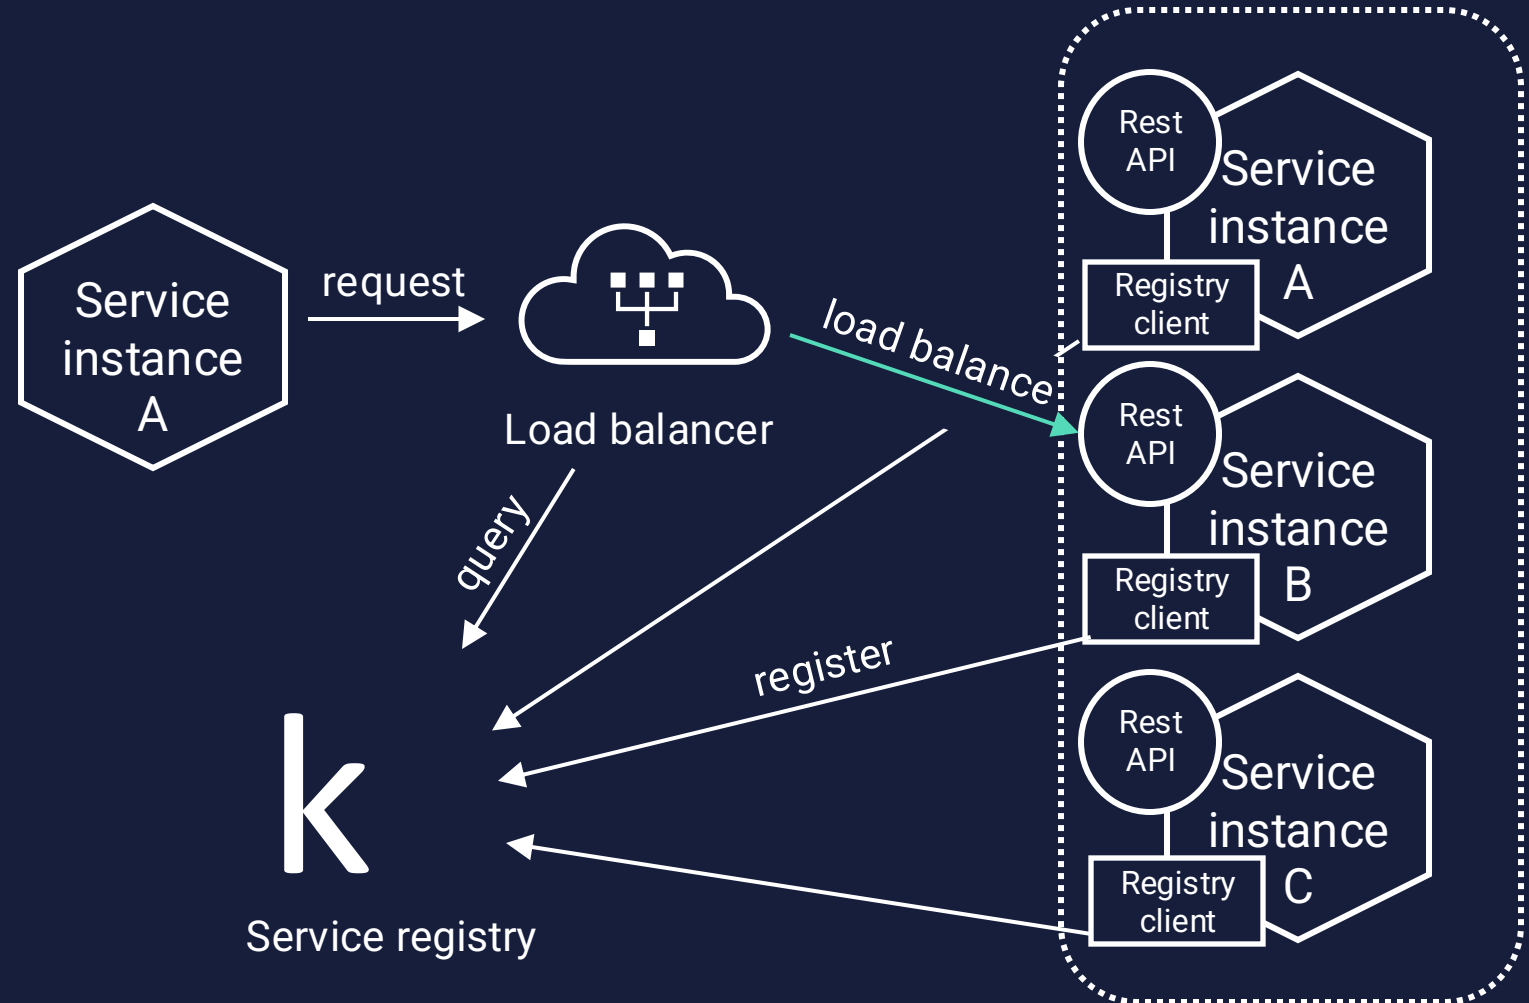 Service
instance
A
request
Load balancer
load balance
query
register
k
Service registry
Rest
API
Service
instance
A
Registry
client
Rest
API
Service
instance
B
Registry
client
Rest
API
Service
instance
C
Registry
client